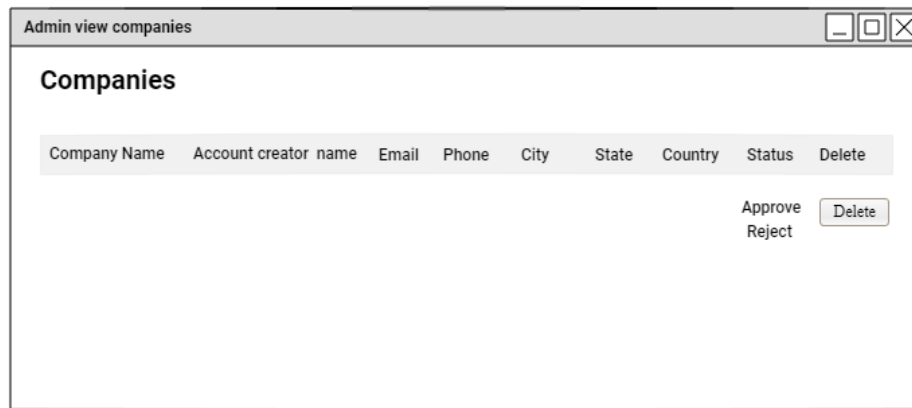 Admin view companies
Companies
Company Name Account creator name Email Phone City State Country Status Delete
Approve Delete
Reject